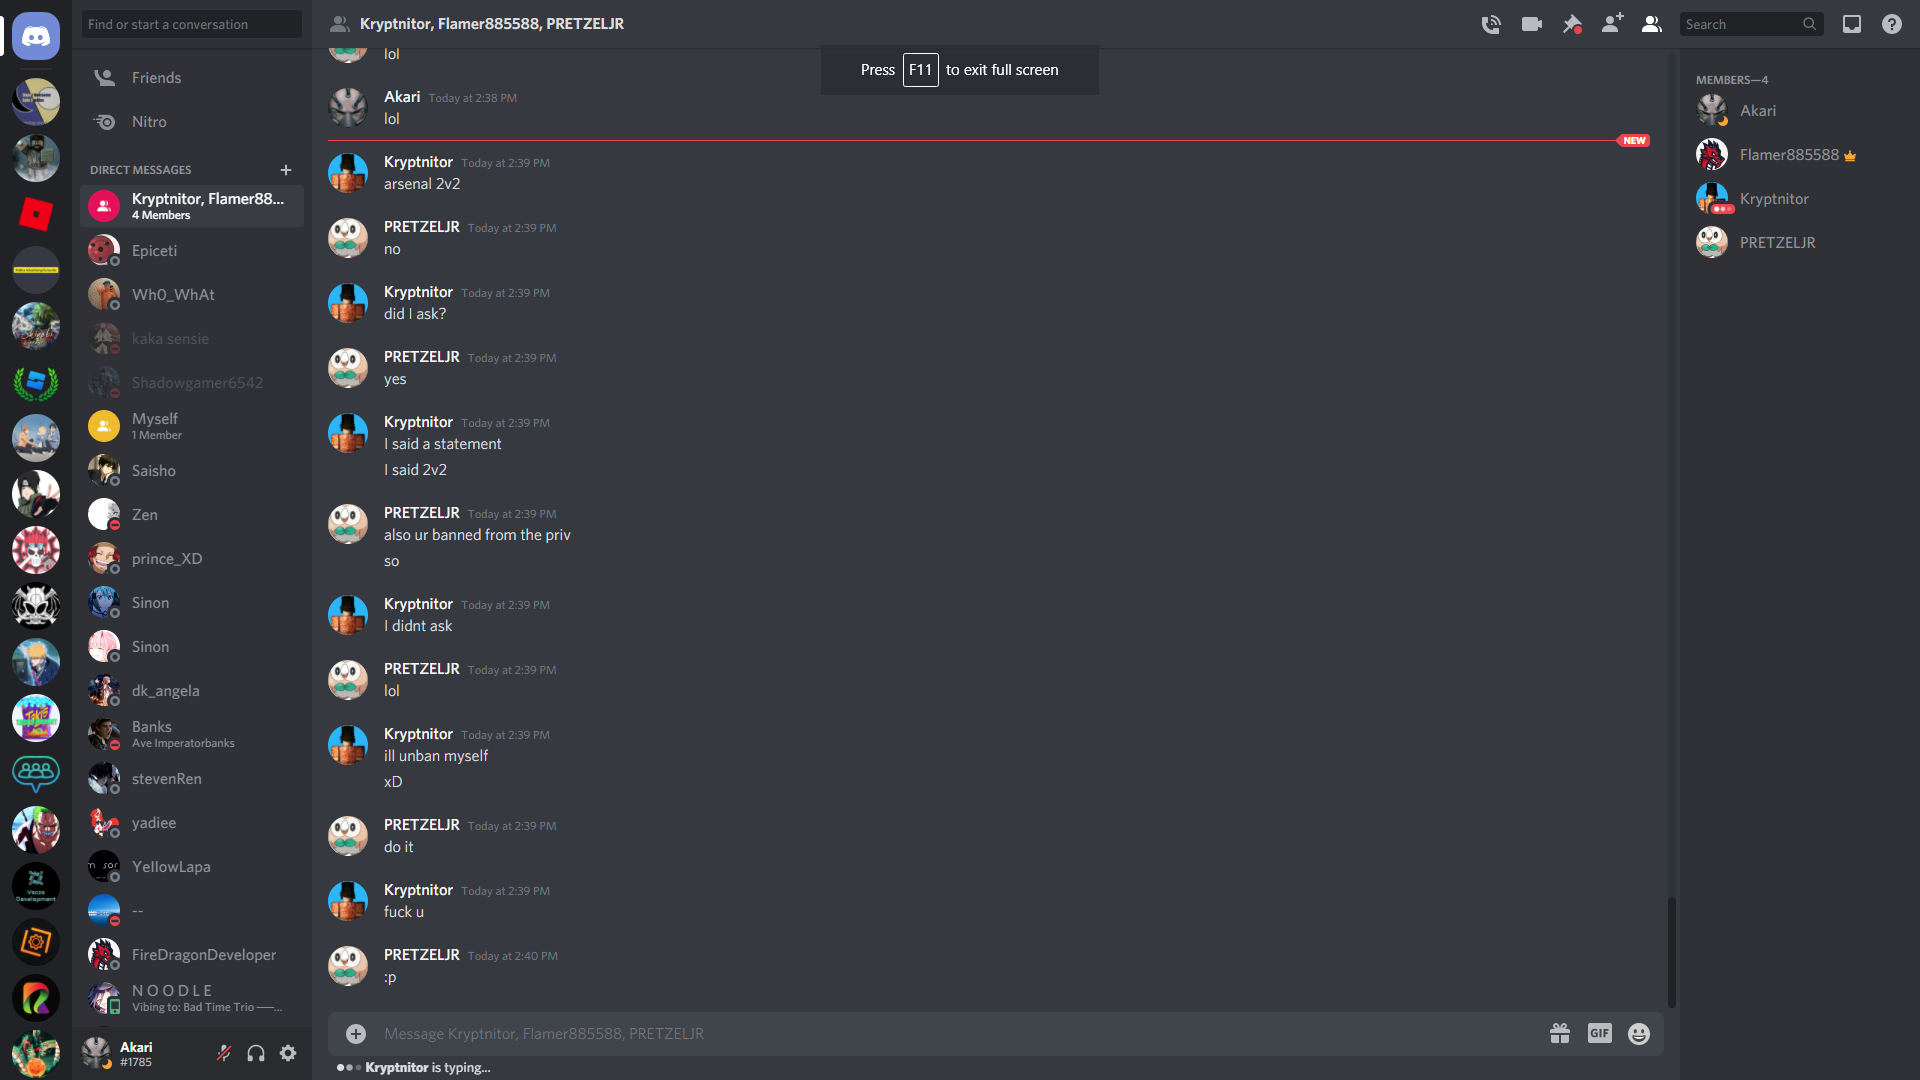 Find or start a conversation
Friends
Nitro
DIRECT MESSAGES
Kryptnitor, Flamer88...
4 Members
Epiceti
Wh0_WhAt
kaka sensie
Shadowgamer6542
Myself
1 Member
Saisho
Zen
prince_XD
Sinon
Sinon
dk_angela
Banks
Ave Imperatorbanks
stevenRen
yadiee
YellowLapa
--
FireDragonDeveloper
N O O D L E
Vibing to: Bad Time Trio ——...
Akari
#1785
Kryptnitor, Flamer885588, PRETZELJR
Search
Press F11 to exit full screen
lol
Akari Today at 2:38 PM
lol
NEW
Kryptnitor Today at 2:39 PM
arsenal 2v2
PRETZELJR Today at 2:39 PM
no
Kryptnitor Today at 2:39 PM
did I ask?
PRETZELJR Today at 2:39 PM
yes
Kryptnitor Today at 2:39 PM
I said a statement
I said 2v2
PRETZELJR Today at 2:39 PM
also ur banned from the priv
so
Kryptnitor Today at 2:39 PM
I didnt ask
PRETZELJR Today at 2:39 PM
lol
Kryptnitor Today at 2:39 PM
ill unban myself
xD
PRETZELJR Today at 2:39 PM
do it
Kryptnitor Today at 2:39 PM
fuck u
PRETZELJR Today at 2:40 PM
:p
Message Kryptnitor, Flamer885588, PRETZELJR
GIF
Kryptnitor is typing...
MEMBERS—4
Akari
Flamer885588
Kryptnitor
PRETZELJR